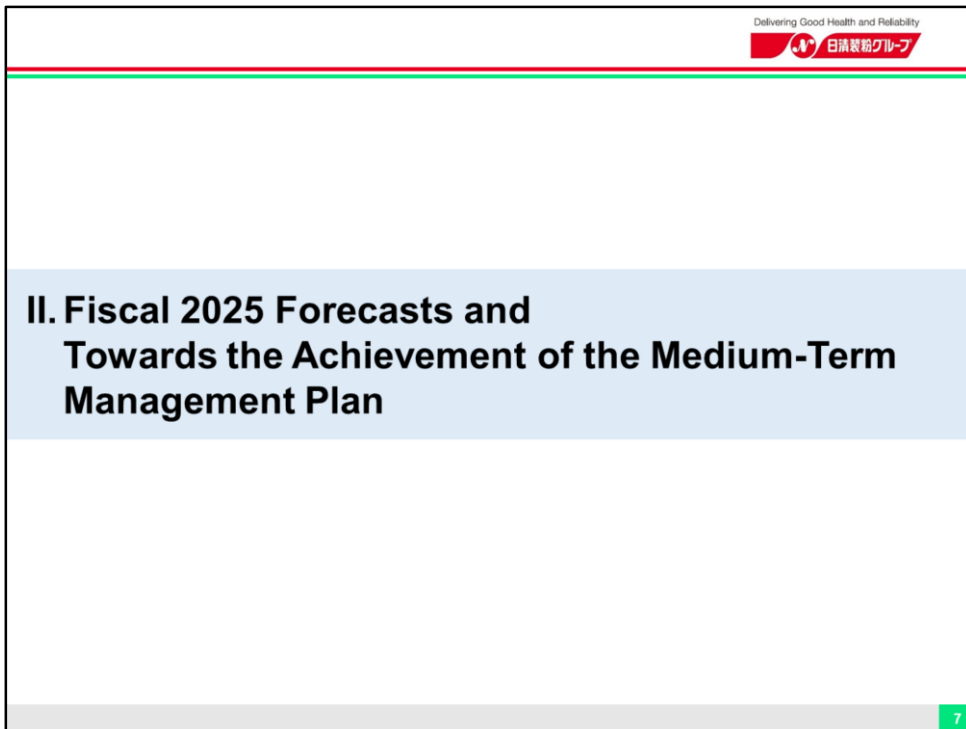 Delivering Good Health and Reliability
日清製粉グループ
II. Fiscal 2025 Forecasts and
Towards the Achievement of the Medium-Term
Management Plan
7